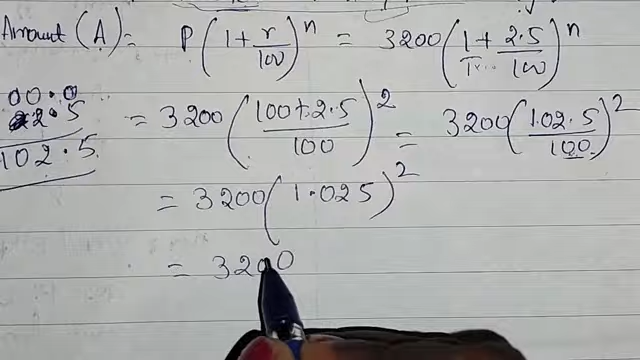 Amount (A) = P(1 + r/100)^n = 3200(1 + 2.5/100)^n
00.0
2.5
102.5
= 3200(100+2.5/100)^2 = 3200(102.5/100)^2
= 3200(1.025)^2
= 3200